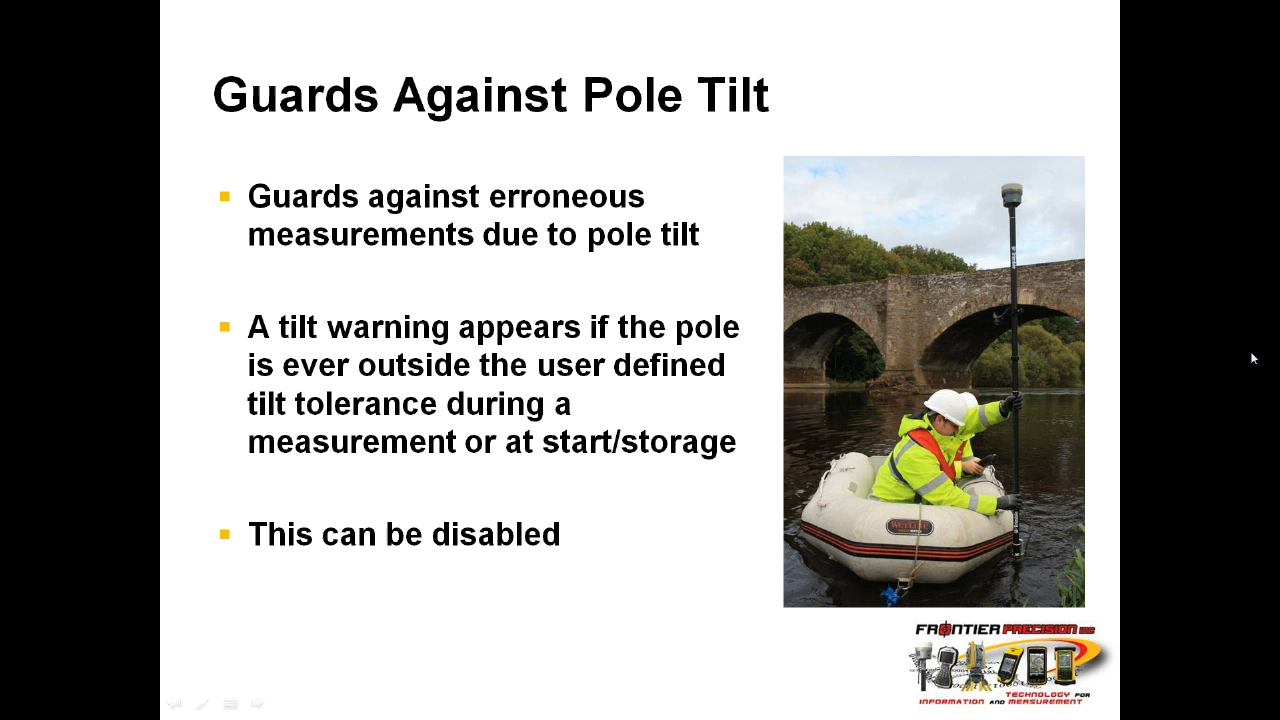 Guards Against Pole Tilt
Guards against erroneous
measurements due to pole tilt
A tilt warning appears if the pole
is ever outside the user defined
tilt tolerance during a
measurement or at start/storage
This can be disabled
FRONTIER PRECISION INC
TECHNOLOGY FOR
INFORMATION AND MEASUREMENT